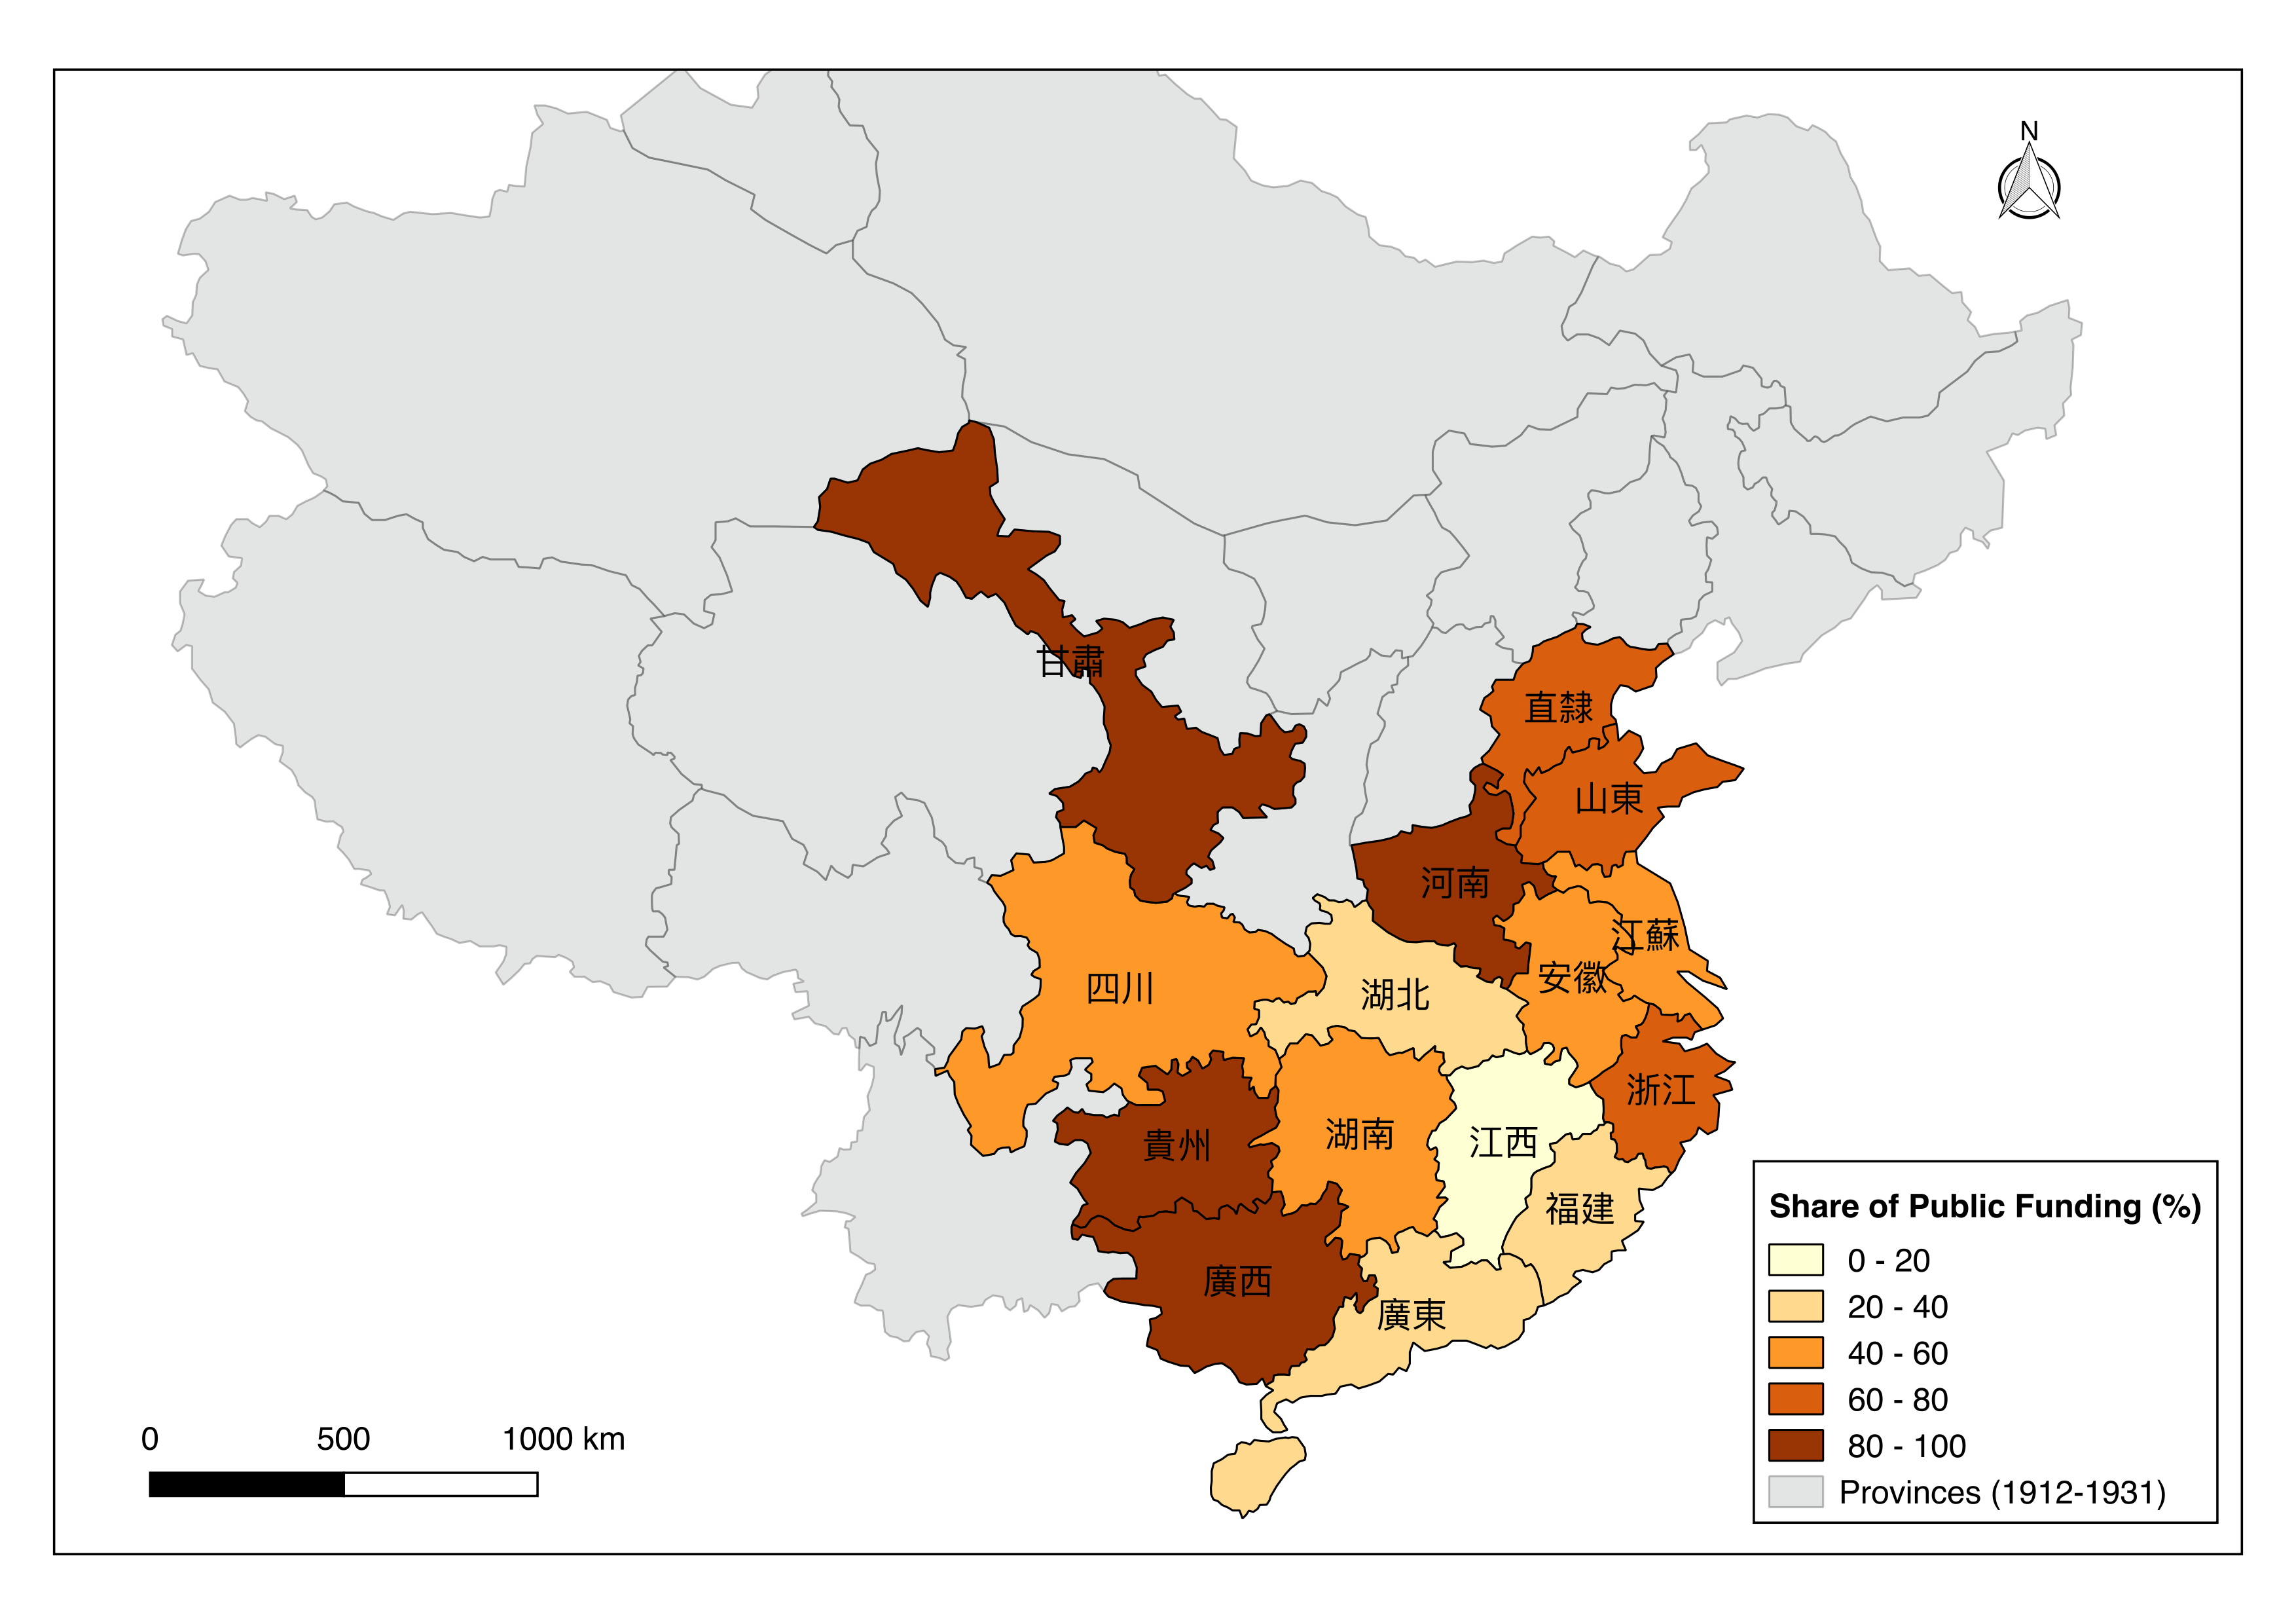 N
甘肅
直隸
山東
河南
江蘇
安徽
四川
湖北
浙江
湖南
江西
貴州
福建
廣西
廣東
Share of Public Funding (%)
0 - 20
20 - 40
40 - 60
60 - 80
80 - 100
Provinces (1912-1931)
0 500 1000 km